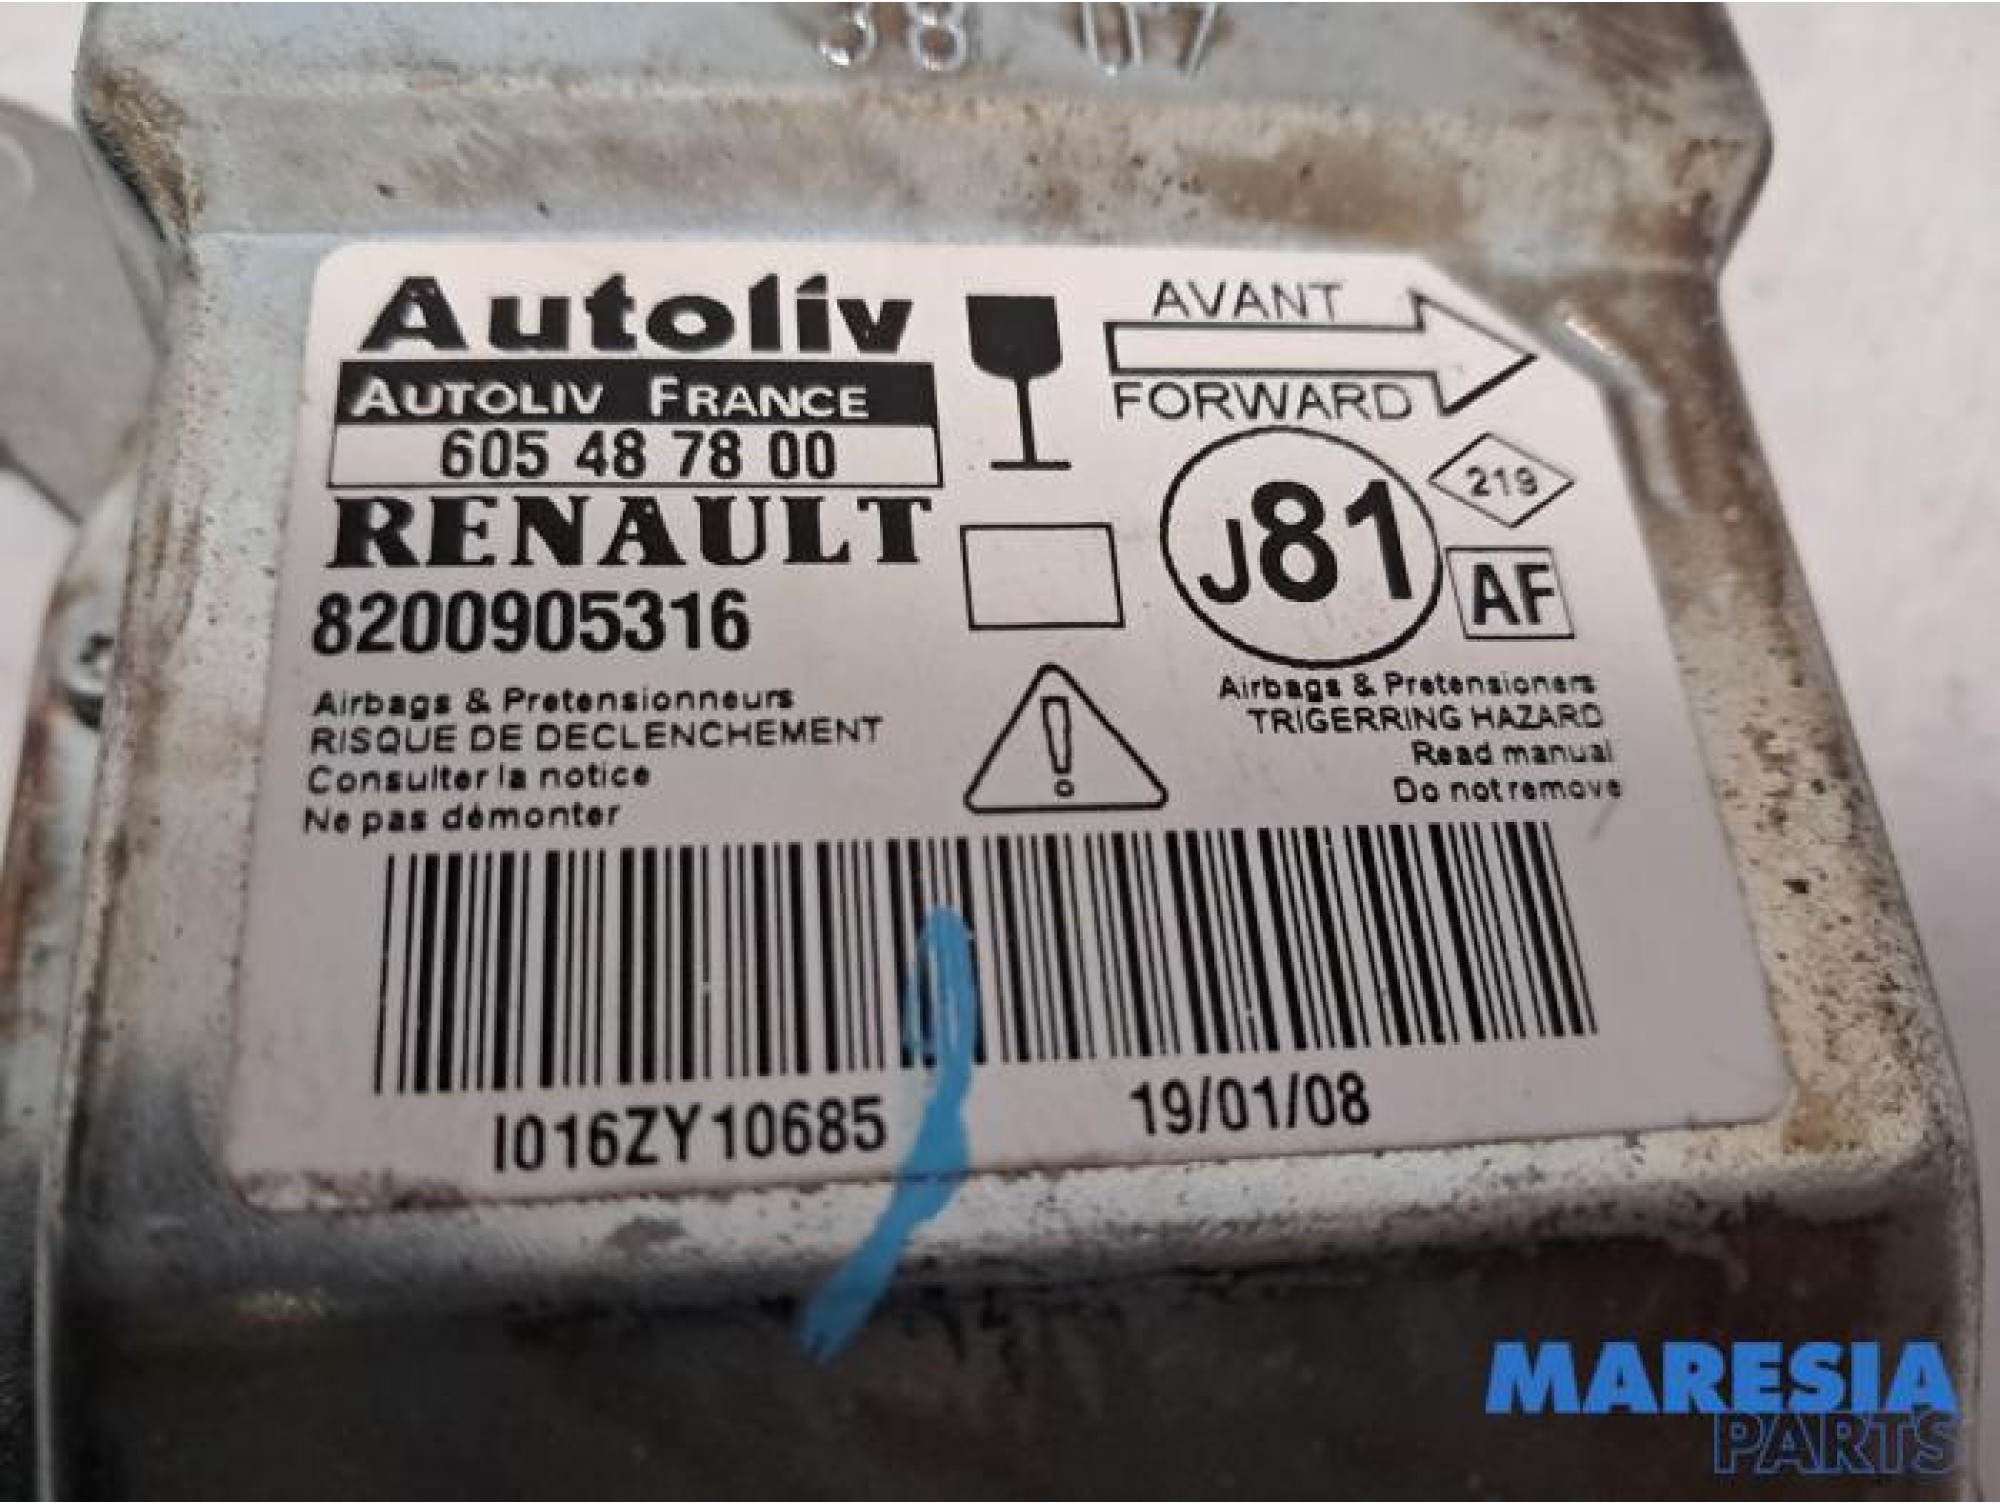 38 07
Autoliv
AUTOLIV FRANCE
605 48 78 00
RENAULT
8200905316
AVANT
FORWARD
J81
219
AF
Airbags & Pretensionneurs
RISQUE DE DECLENCHEMENT
Consulter la notice
Ne pas démonter
Airbags & Pretensioners
TRIGERRING HAZARD
Read manual
Do not remove
I016ZY10685
19/01/08
MARESIA
PARTS